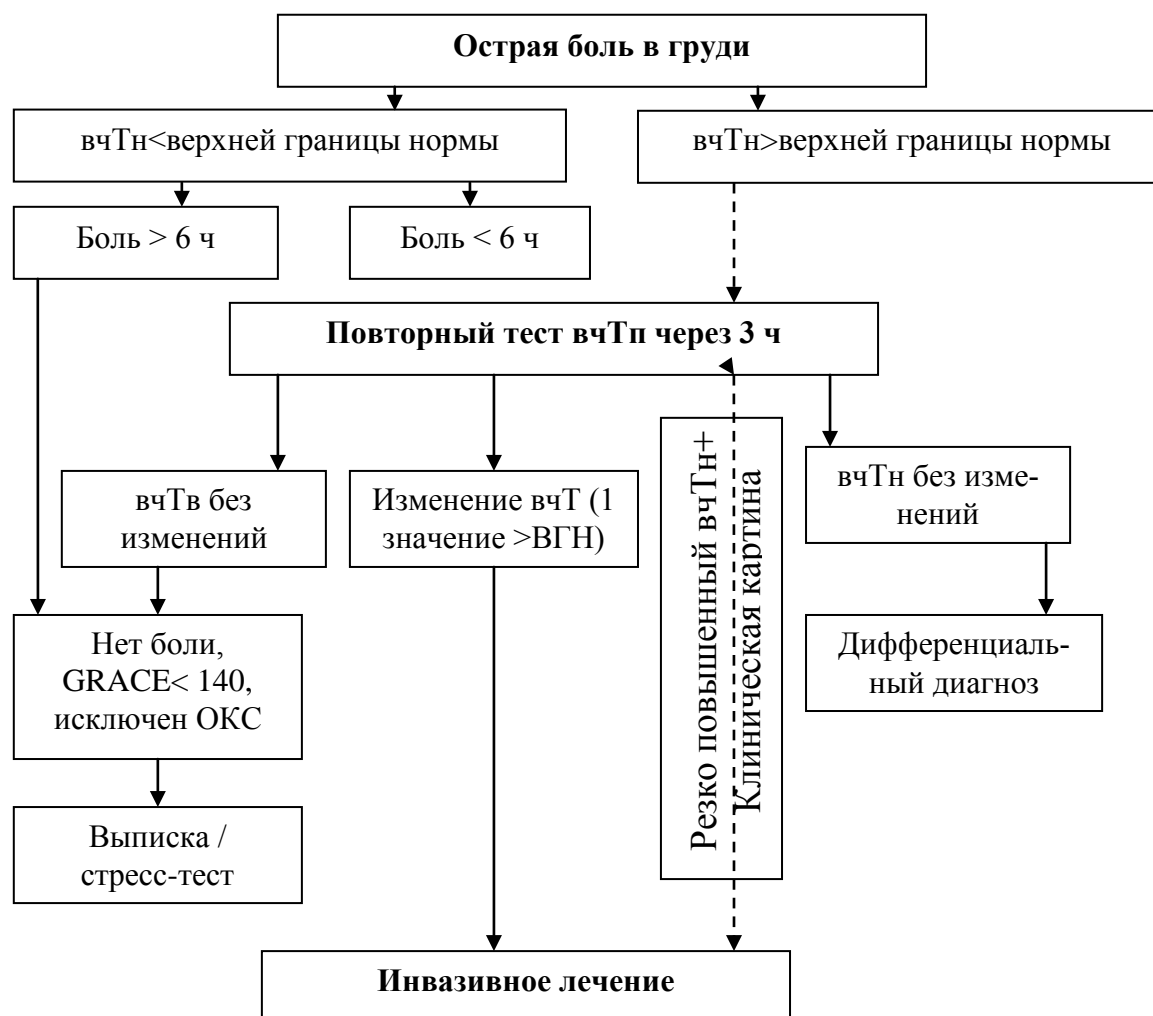 Острая боль в груди
вчТн<верхней границы нормы
вчТн>верхней границы нормы
Боль > 6 ч
Боль < 6 ч
Повторный тест вчТп через 3 ч
вчТв без
изменений
Изменение вчТ (1
значение >ВГН)
Резко повышенный вчТн+
Клиническая картина
вчТн без изме-
нений
Нет боли,
GRACE< 140,
исключен ОКС
Дифференциаль-
ный диагноз
Выписка /
стресс-тест
Инвазивное лечение